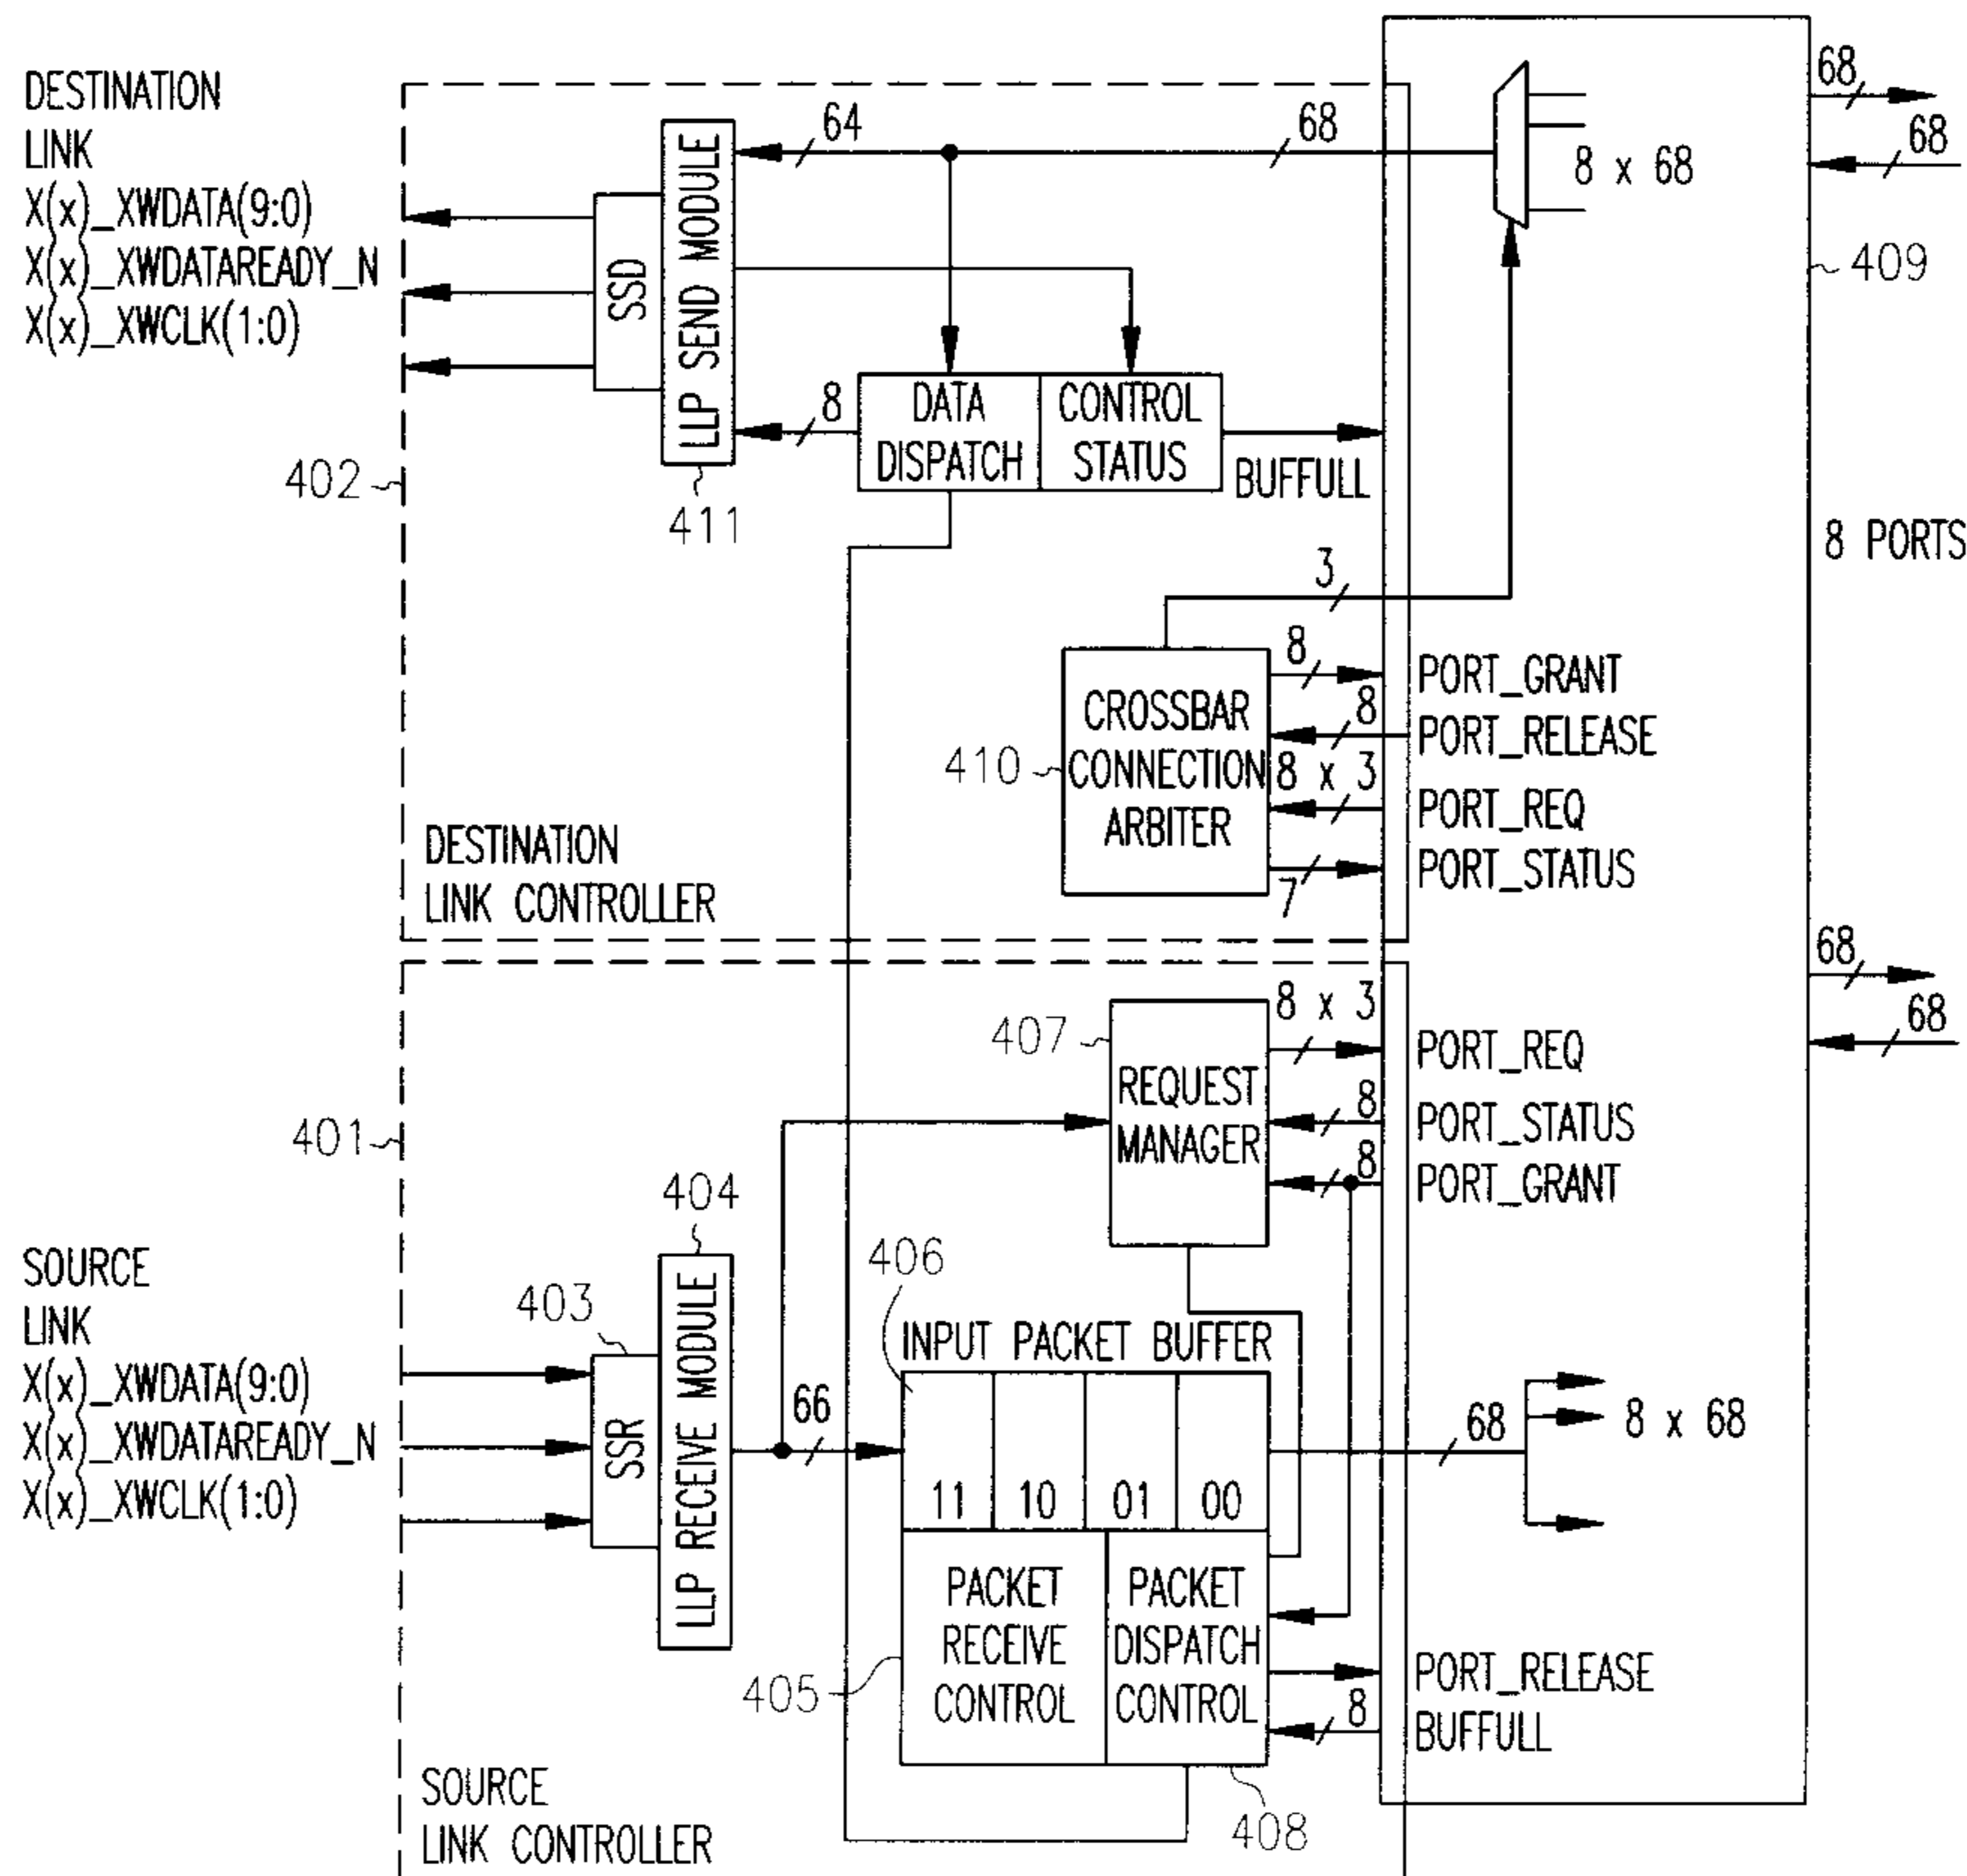 DESTINATION
LINK
X(x)_XWDATA(9:0)
X(x)_XWDATAREADY_N
X(x)_XWCLK(1:0)
402
SSD
LLP SEND MODULE
411
64
68
8 x 68
8
DATA
DISPATCH
CONTROL
STATUS
BUFFULL
68
68
409
8 PORTS
3
410
CROSSBAR
CONNECTION
ARBITER
8
PORT_GRANT
8
PORT_RELEASE
8 x 3
PORT_REQ
7
PORT_STATUS
DESTINATION
LINK CONTROLLER
68
68
401
407
REQUEST
MANAGER
8 x 3
PORT_REQ
8
PORT_STATUS
8
PORT_GRANT
SOURCE
LINK
X(x)_XWDATA(9:0)
X(x)_XWDATAREADY_N
X(x)_XWCLK(1:0)
403
SSR
404
LLP RECEIVE MODULE
66
406
INPUT PACKET BUFFER
11
10
01
00
68
8 x 68
405
PACKET
RECEIVE
CONTROL
PACKET
DISPATCH
CONTROL
408
PORT_RELEASE
8
BUFFULL
SOURCE
LINK CONTROLLER